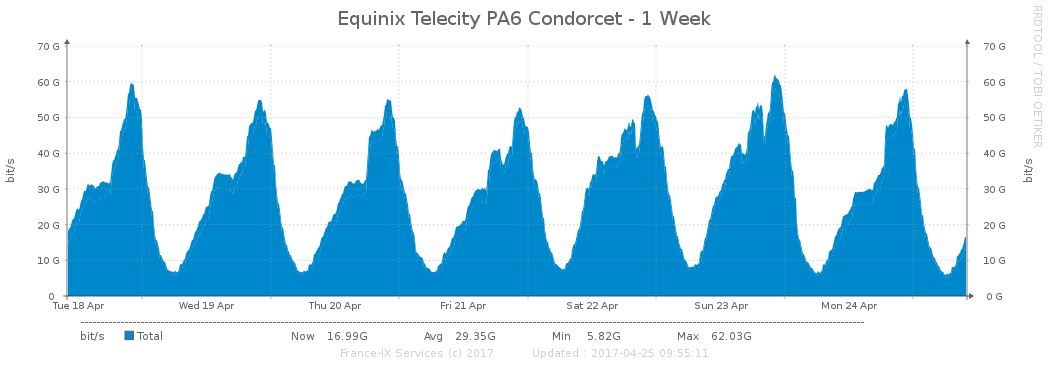 Equinix Telecity PA6 Condorcet - 1 Week
RRDTOOL / TOBI OETIKER
bit/s
70 G 70 G
60 G 60 G
50 G 50 G
40 G 40 G
30 G 30 G
20 G 20 G
10 G 10 G
0 0 G
bit/s
Tue 18 Apr Wed 19 Apr Thu 20 Apr Fri 21 Apr Sat 22 Apr Sun 23 Apr Mon 24 Apr
bit/s Total Now 16.99G Avg 29.35G Min 5.82G Max 62.03G
France-IX Services (c) 2017 Updated : 2017-04-25 09:55:11